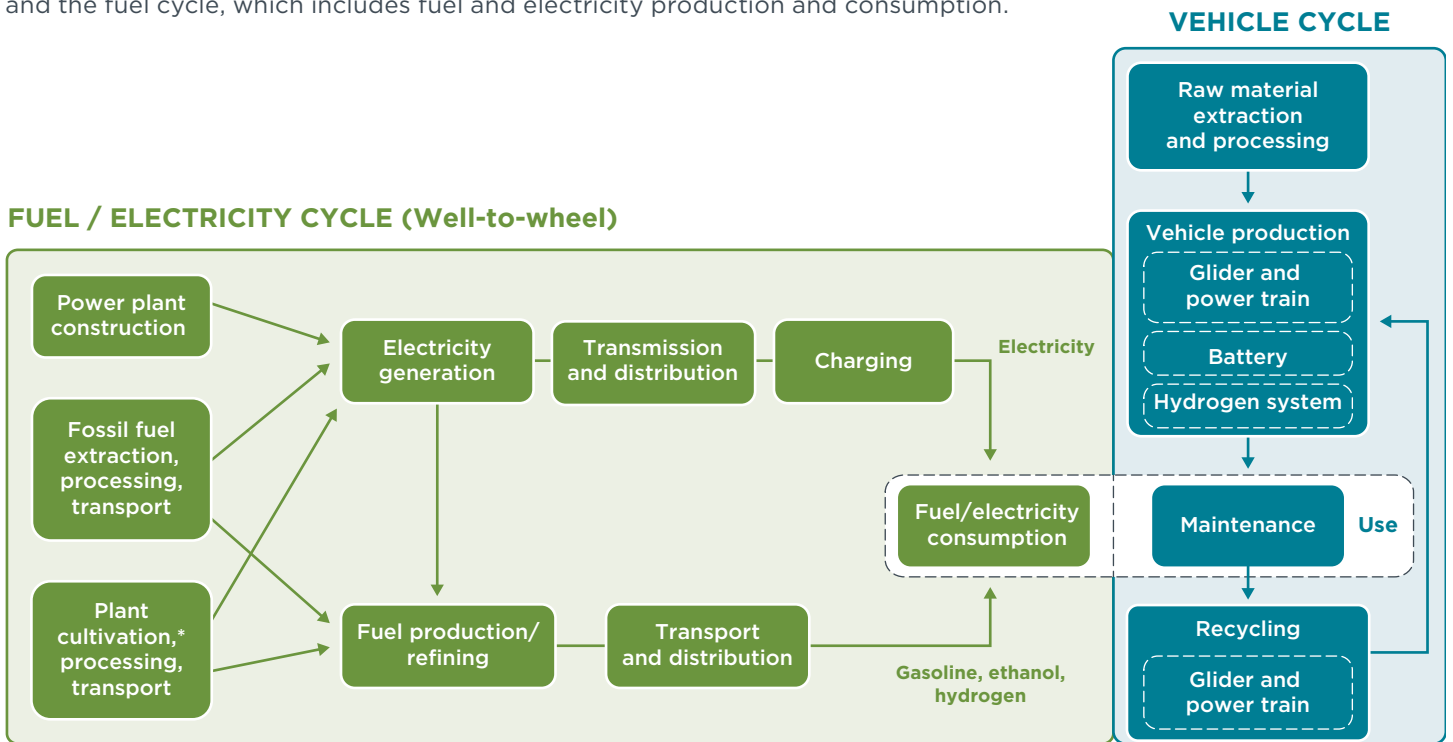 and the fuel cycle, which includes fuel and electricity production and consumption.
VEHICLE CYCLE
Raw material
extraction
and processing
FUEL / ELECTRICITY CYCLE (Well-to-wheel)
Vehicle production
Glider and
power train
Battery
Hydrogen system
Power plant
construction
Electricity
generation
Transmission
and distribution
Charging
Electricity
Fossil fuel
extraction,
processing,
transport
Fuel/electricity
consumption
Maintenance
Use
Plant
cultivation,*
processing,
transport
Fuel production/
refining
Transport
and distribution
Gasoline, ethanol,
hydrogen
Recycling
Glider and
power train